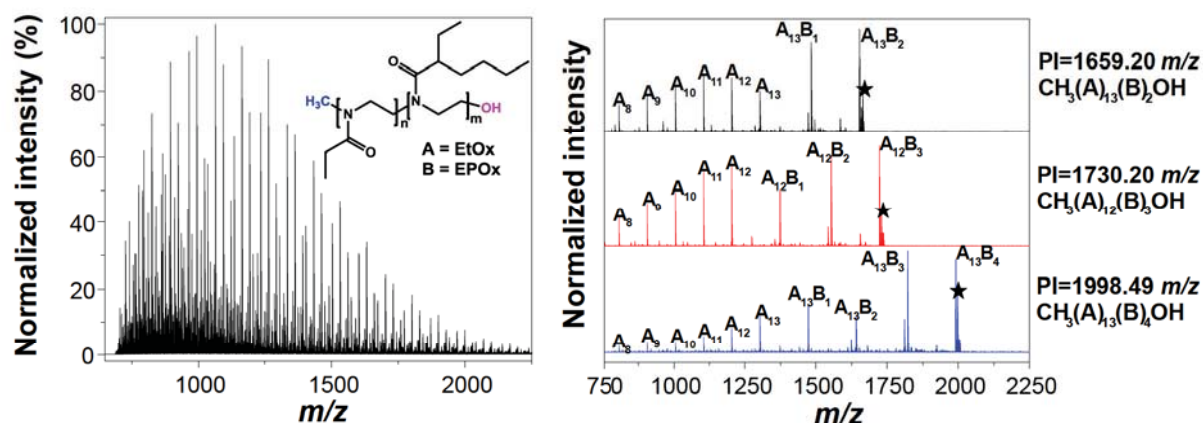 Normalized intensity (%)
100
80
60
40
20
0
1000
1500
2000
m/z
H₃C
N
O
n
N
O
m
OH
A = EtOx
B = EPOx
Normalized intensity
A₈
A₉
A₁₀
A₁₁
A₁₂
A₁₃
A₁₃B₁
A₁₃B₂
PI=1659.20 m/z
CH₃(A)₁₃(B)₂OH
A₈
A₉
A₁₀
A₁₁
A₁₂
A₁₂B₁
A₁₂B₂
A₁₂B₃
PI=1730.20 m/z
CH₃(A)₁₂(B)₃OH
A₈
A₉
A₁₀
A₁₁
A₁₂
A₁₃
A₁₃B₁
A₁₃B₂
A₁₃B₃
A₁₃B₄
PI=1998.49 m/z
CH₃(A)₁₃(B)₄OH
750
1000
1250
1500
1750
2000
2250
m/z